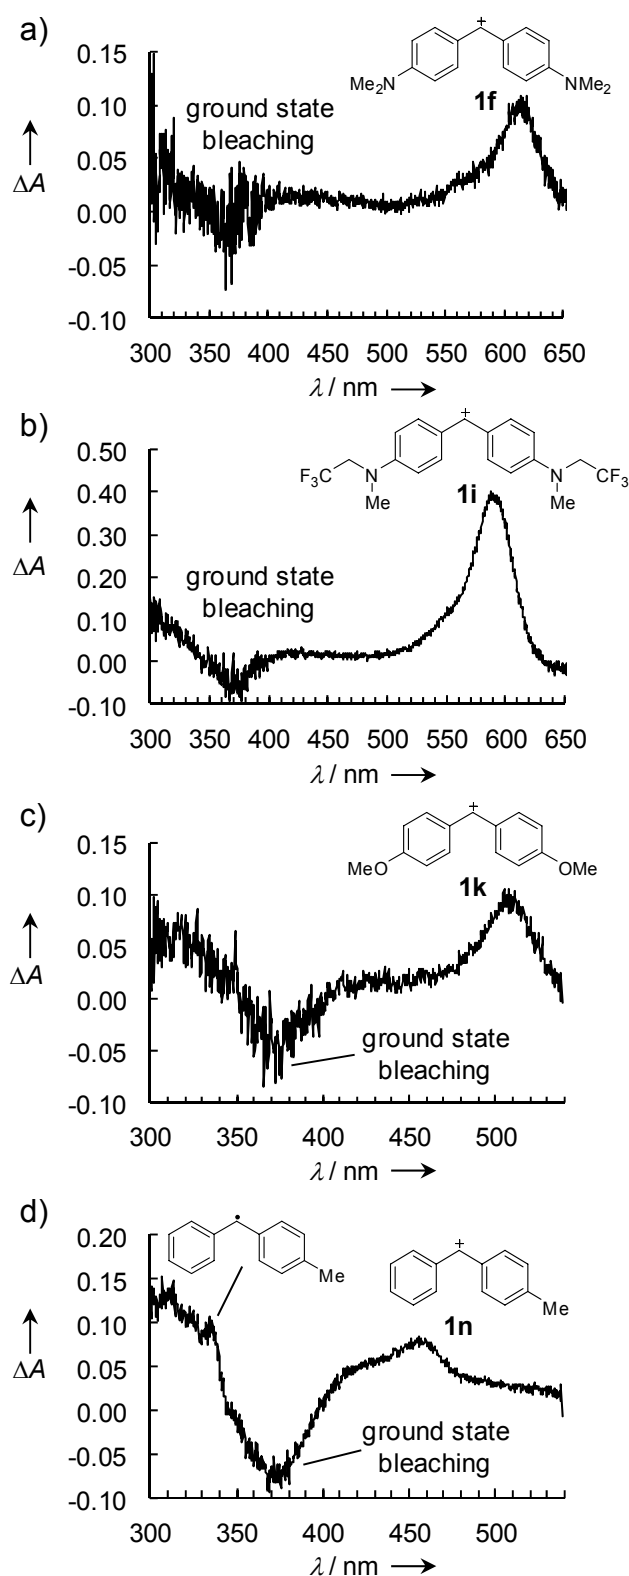 a)
+
Me2N
NMe2
1f
ground state
bleaching
ΔA
0.15
0.10
0.05
0.00
-0.05
-0.10
300 350 400 450 500 550 600 650
λ / nm
b)
+
F3C
N
Me
N
Me
CF3
1i
ground state
bleaching
ΔA
0.50
0.40
0.30
0.20
0.10
0.00
-0.10
300 350 400 450 500 550 600 650
λ / nm
c)
+
MeO
OMe
1k
ground state
bleaching
ΔA
0.15
0.10
0.05
0.00
-0.05
-0.10
300 350 400 450 500
λ / nm
d)
Me
+
Me
1n
ground state
bleaching
ΔA
0.20
0.15
0.10
0.05
0.00
-0.05
-0.10
300 350 400 450 500
λ / nm